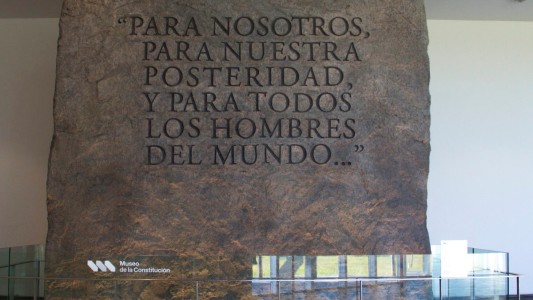 “PARA NOSOTROS,
PARA NUESTRA
POSTERIDAD,
Y PARA TODOS
LOS HOMBRES
DEL MUNDO...”
Museo
de la Constitución